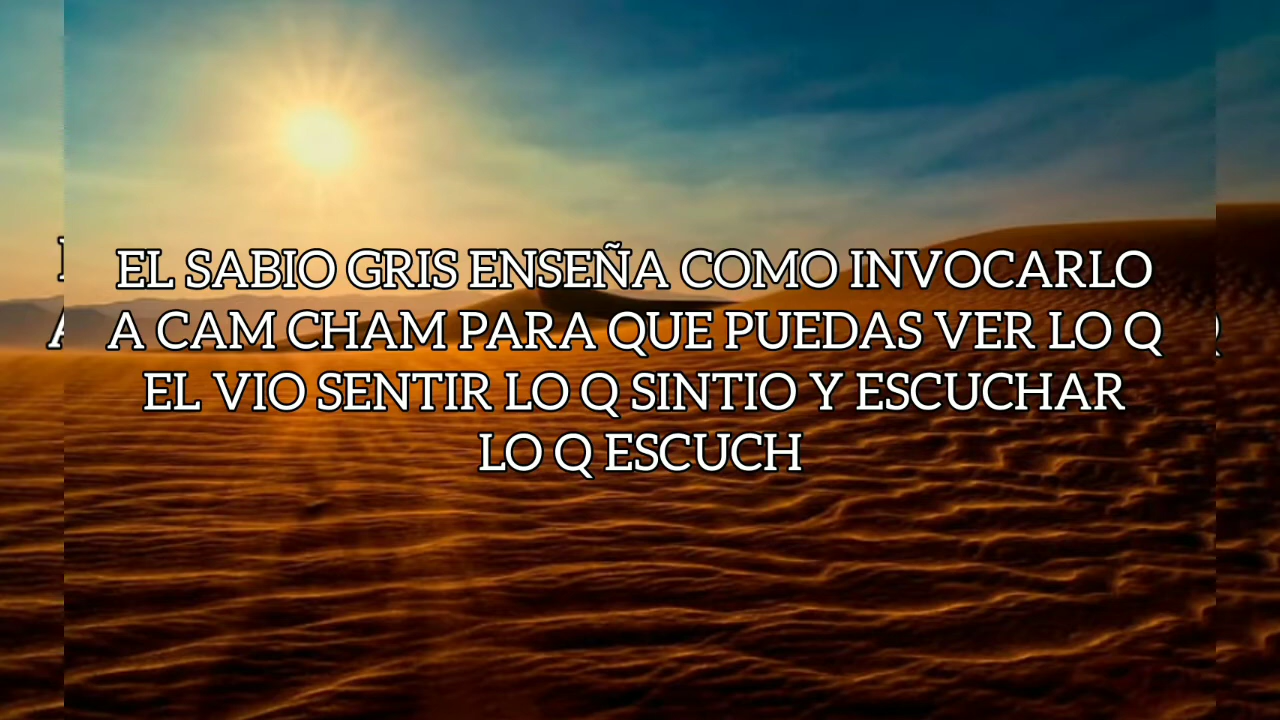 EL SABIO GRIS ENSEÑA COMO INVOCARLO
A CAM CHAM PARA QUE PUEDAS VER LO Q
EL VIO SENTIR LO Q SINTIO Y ESCUCHAR
LO Q ESCUCH